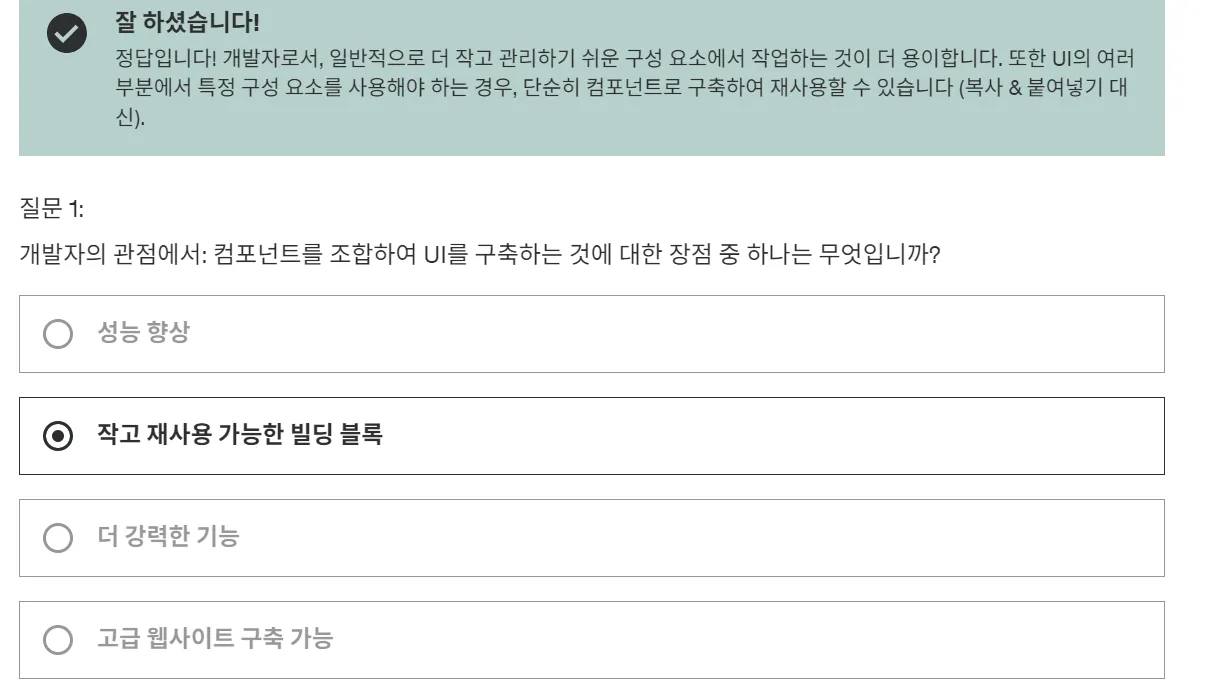 잘 하셨습니다!
정답입니다! 개발자로서, 일반적으로 더 작고 관리하기 쉬운 구성 요소에서 작업하는 것이 더 용이합니다. 또한 UI의 여러
부분에서 특정 구성 요소를 사용해야 하는 경우, 단순히 컴포넌트로 구축하여 재사용할 수 있습니다 (복사 & 붙여넣기 대
신).
질문 1:
개발자의 관점에서: 컴포넌트를 조합하여 UI를 구축하는 것에 대한 장점 중 하나는 무엇입니까?
성능 향상
작고 재사용 가능한 빌딩 블록
더 강력한 기능
고급 웹사이트 구축 가능